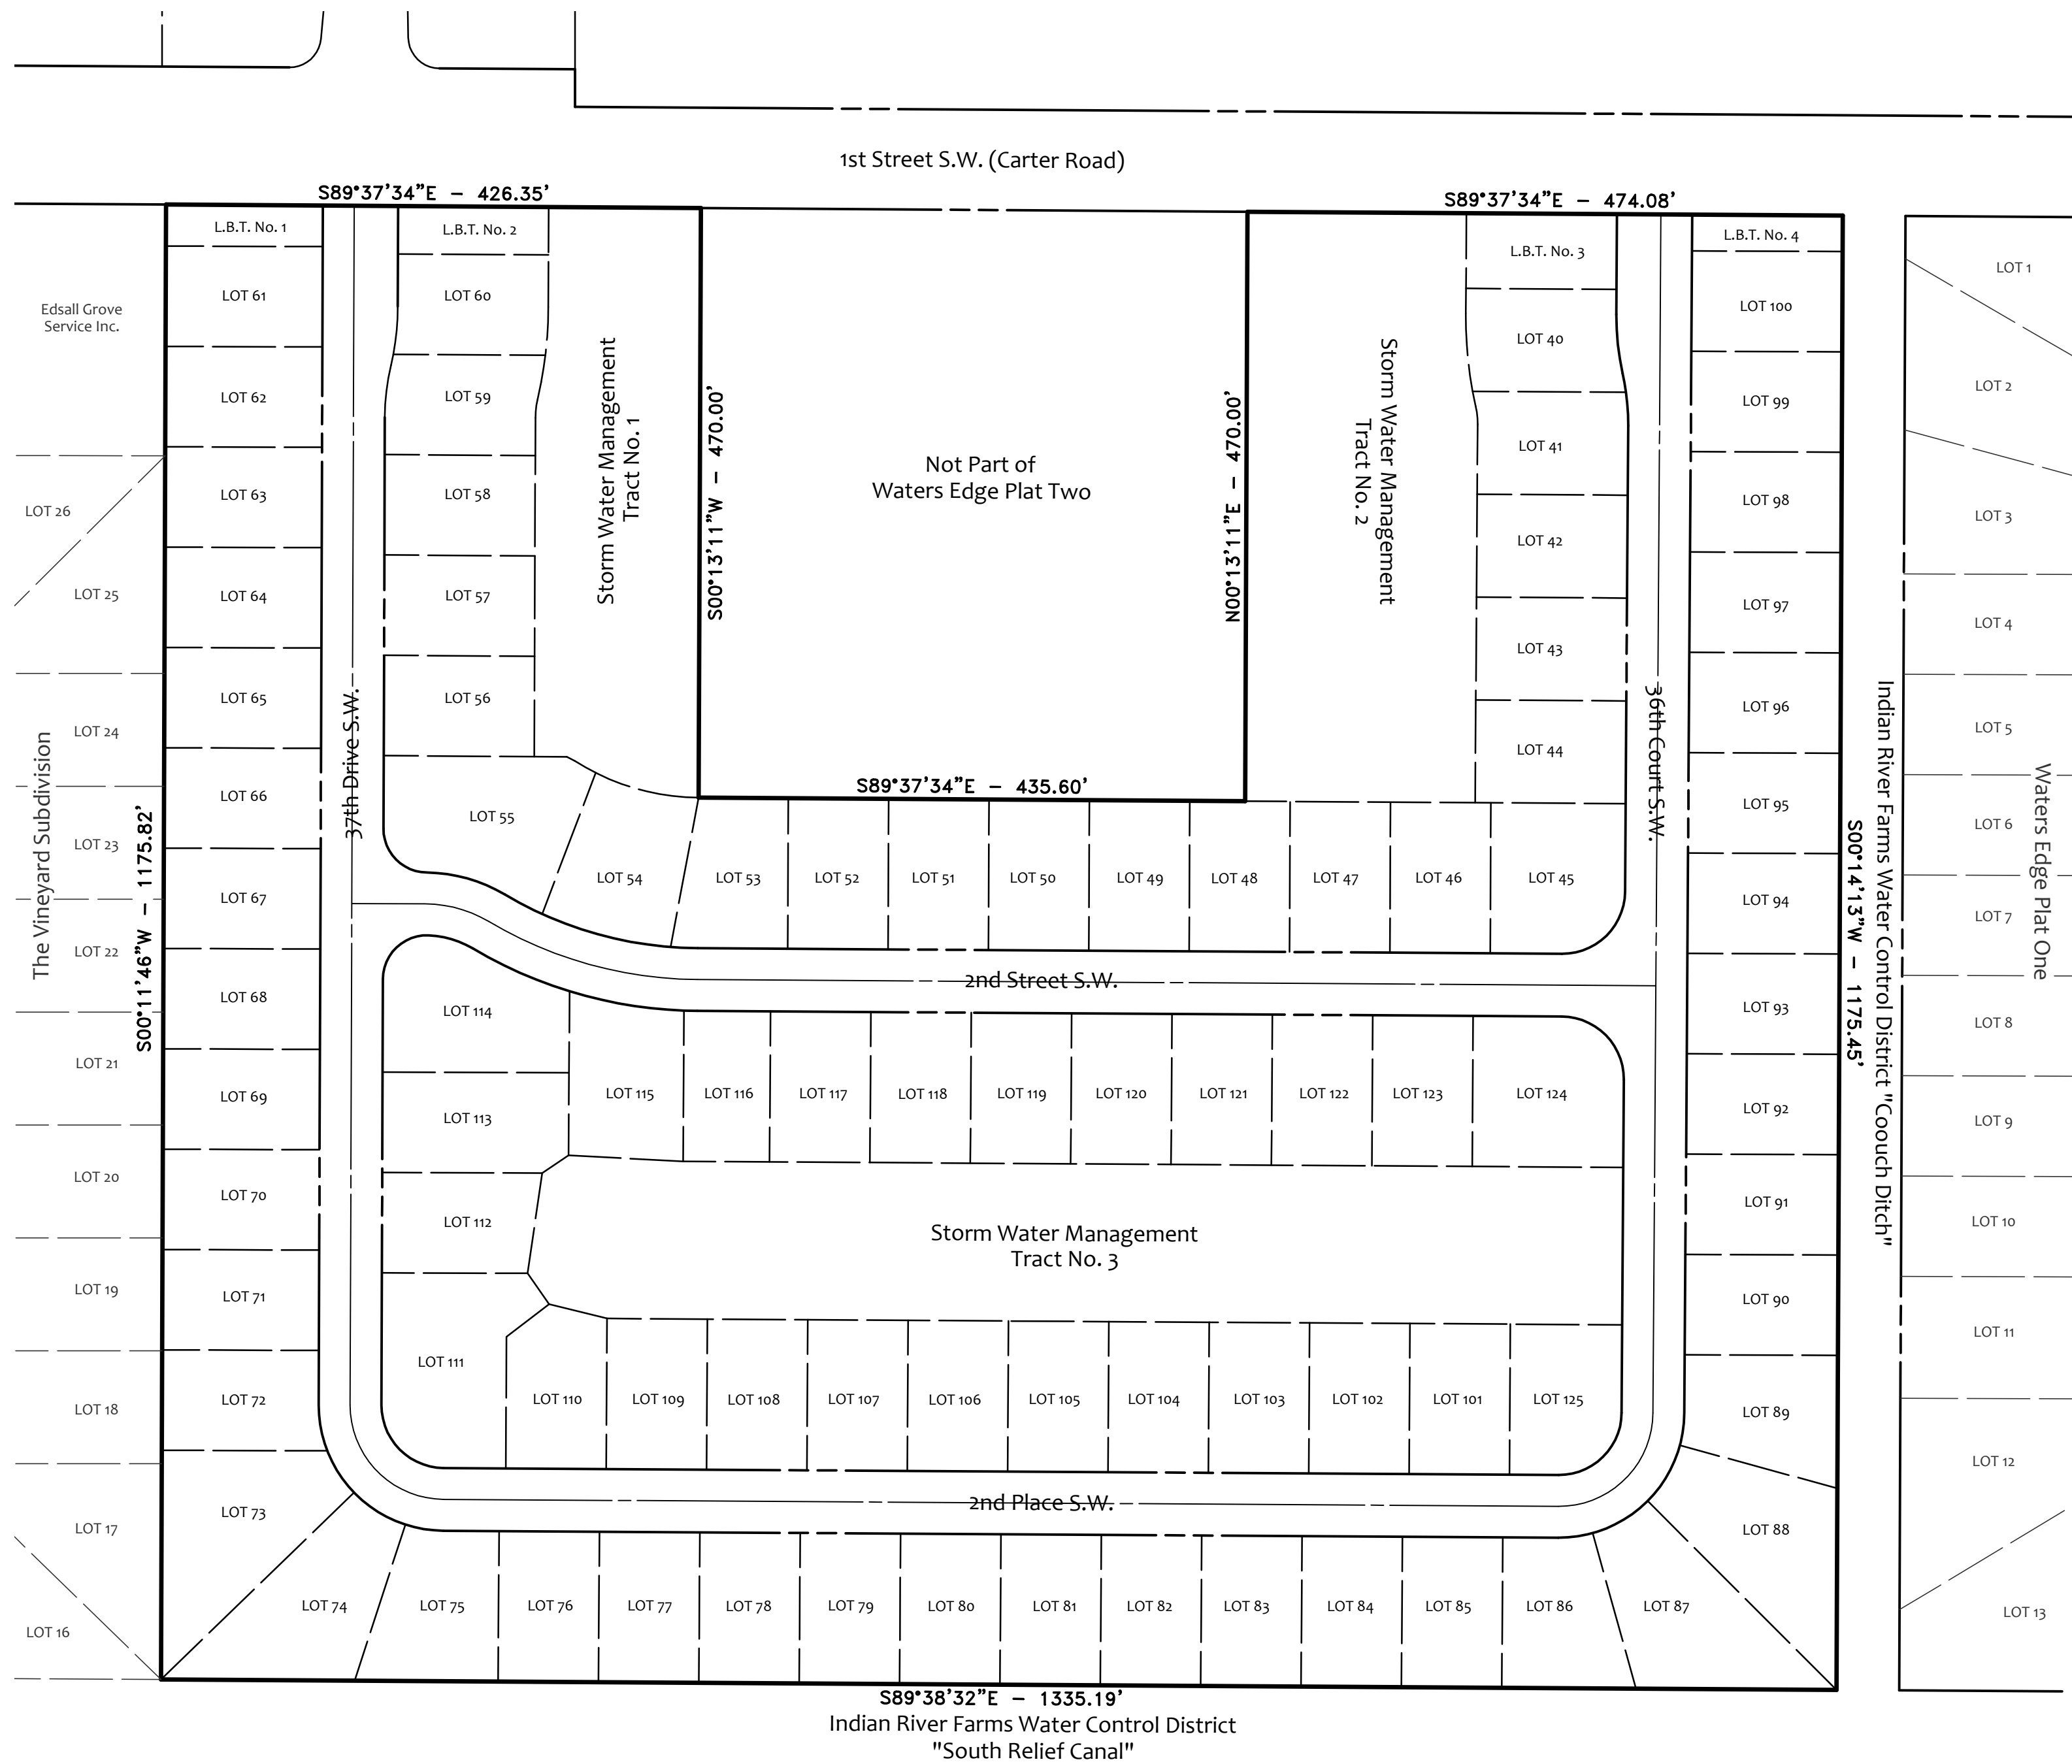 1st Street S.W. (Carter Road)
S89°37'34"E - 426.35'
S89°37'34"E - 474.08'
L.B.T. No. 1
L.B.T. No. 2
L.B.T. No. 3
L.B.T. No. 4
Edsall Grove
Service Inc.
LOT 26
LOT 25
LOT 24
LOT 23
LOT 22
LOT 21
LOT 20
LOT 19
LOT 18
LOT 17
LOT 16
The Vineyard Subdivision
S00°11'46"W - 1175.82'
LOT 61
LOT 62
LOT 63
LOT 64
LOT 65
LOT 66
LOT 67
LOT 68
LOT 69
LOT 70
LOT 71
LOT 72
LOT 73
37th Drive S.W.
LOT 60
LOT 59
LOT 58
LOT 57
LOT 56
LOT 55
Storm Water Management
Tract No. 1
S00°13'11"W - 470.00'
Not Part of
Waters Edge Plat Two
N00°13'11"E - 470.00'
S89°37'34"E - 435.60'
Storm Water Management
Tract No. 2
LOT 40
LOT 41
LOT 42
LOT 43
LOT 44
36th Court S.W.
LOT 54
LOT 53
LOT 52
LOT 51
LOT 50
LOT 49
LOT 48
LOT 47
LOT 46
LOT 45
2nd Street S.W.
LOT 114
LOT 113
LOT 112
LOT 111
LOT 115
LOT 116
LOT 117
LOT 118
LOT 119
LOT 120
LOT 121
LOT 122
LOT 123
LOT 124
Storm Water Management
Tract No. 3
LOT 110
LOT 109
LOT 108
LOT 107
LOT 106
LOT 105
LOT 104
LOT 103
LOT 102
LOT 101
LOT 125
2nd Place S.W.
LOT 74
LOT 75
LOT 76
LOT 77
LOT 78
LOT 79
LOT 80
LOT 81
LOT 82
LOT 83
LOT 84
LOT 85
LOT 86
LOT 87
LOT 100
LOT 99
LOT 98
LOT 97
LOT 96
LOT 95
LOT 94
LOT 93
LOT 92
LOT 91
LOT 90
LOT 89
LOT 88
S00°14'13"W - 1175.45'
Indian River Farms Water Control District "Coouch Ditch"
LOT 1
LOT 2
LOT 3
LOT 4
LOT 5
LOT 6
LOT 7
LOT 8
LOT 9
LOT 10
LOT 11
LOT 12
LOT 13
Waters Edge Plat One
S89°38'32"E - 1335.19'
Indian River Farms Water Control District
"South Relief Canal"